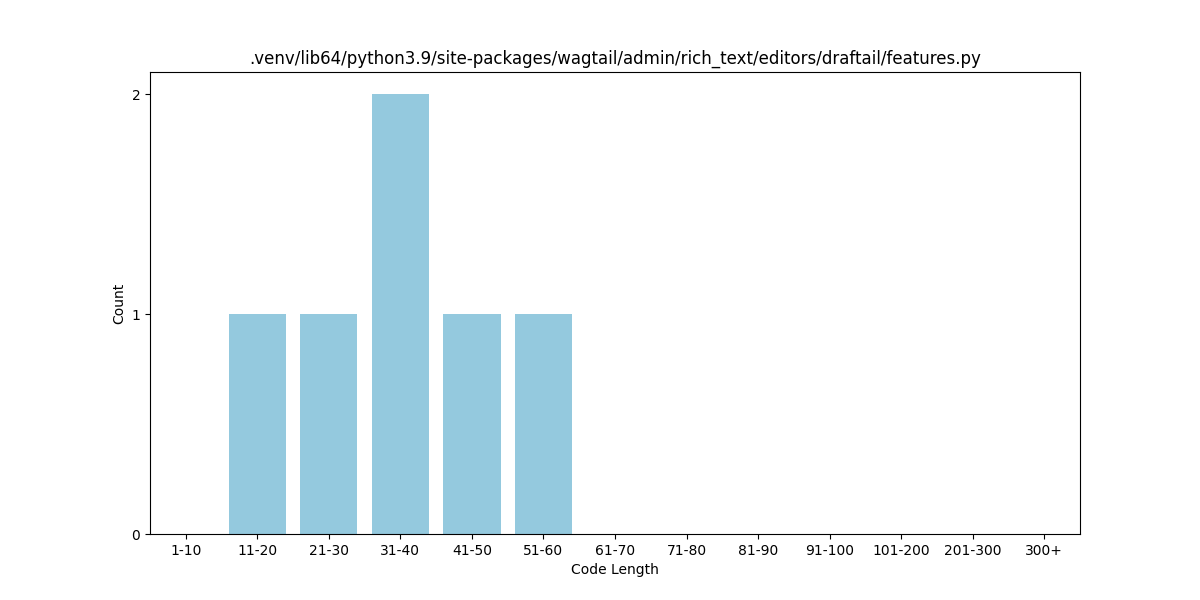 .venv/lib64/python3.9/site-packages/wagtail/admin/rich_text/editors/draftail/features.py
2
1
0
Count
1-10 11-20 21-30 31-40 41-50 51-60 61-70 71-80 81-90 91-100 101-200 201-300 300+
Code Length